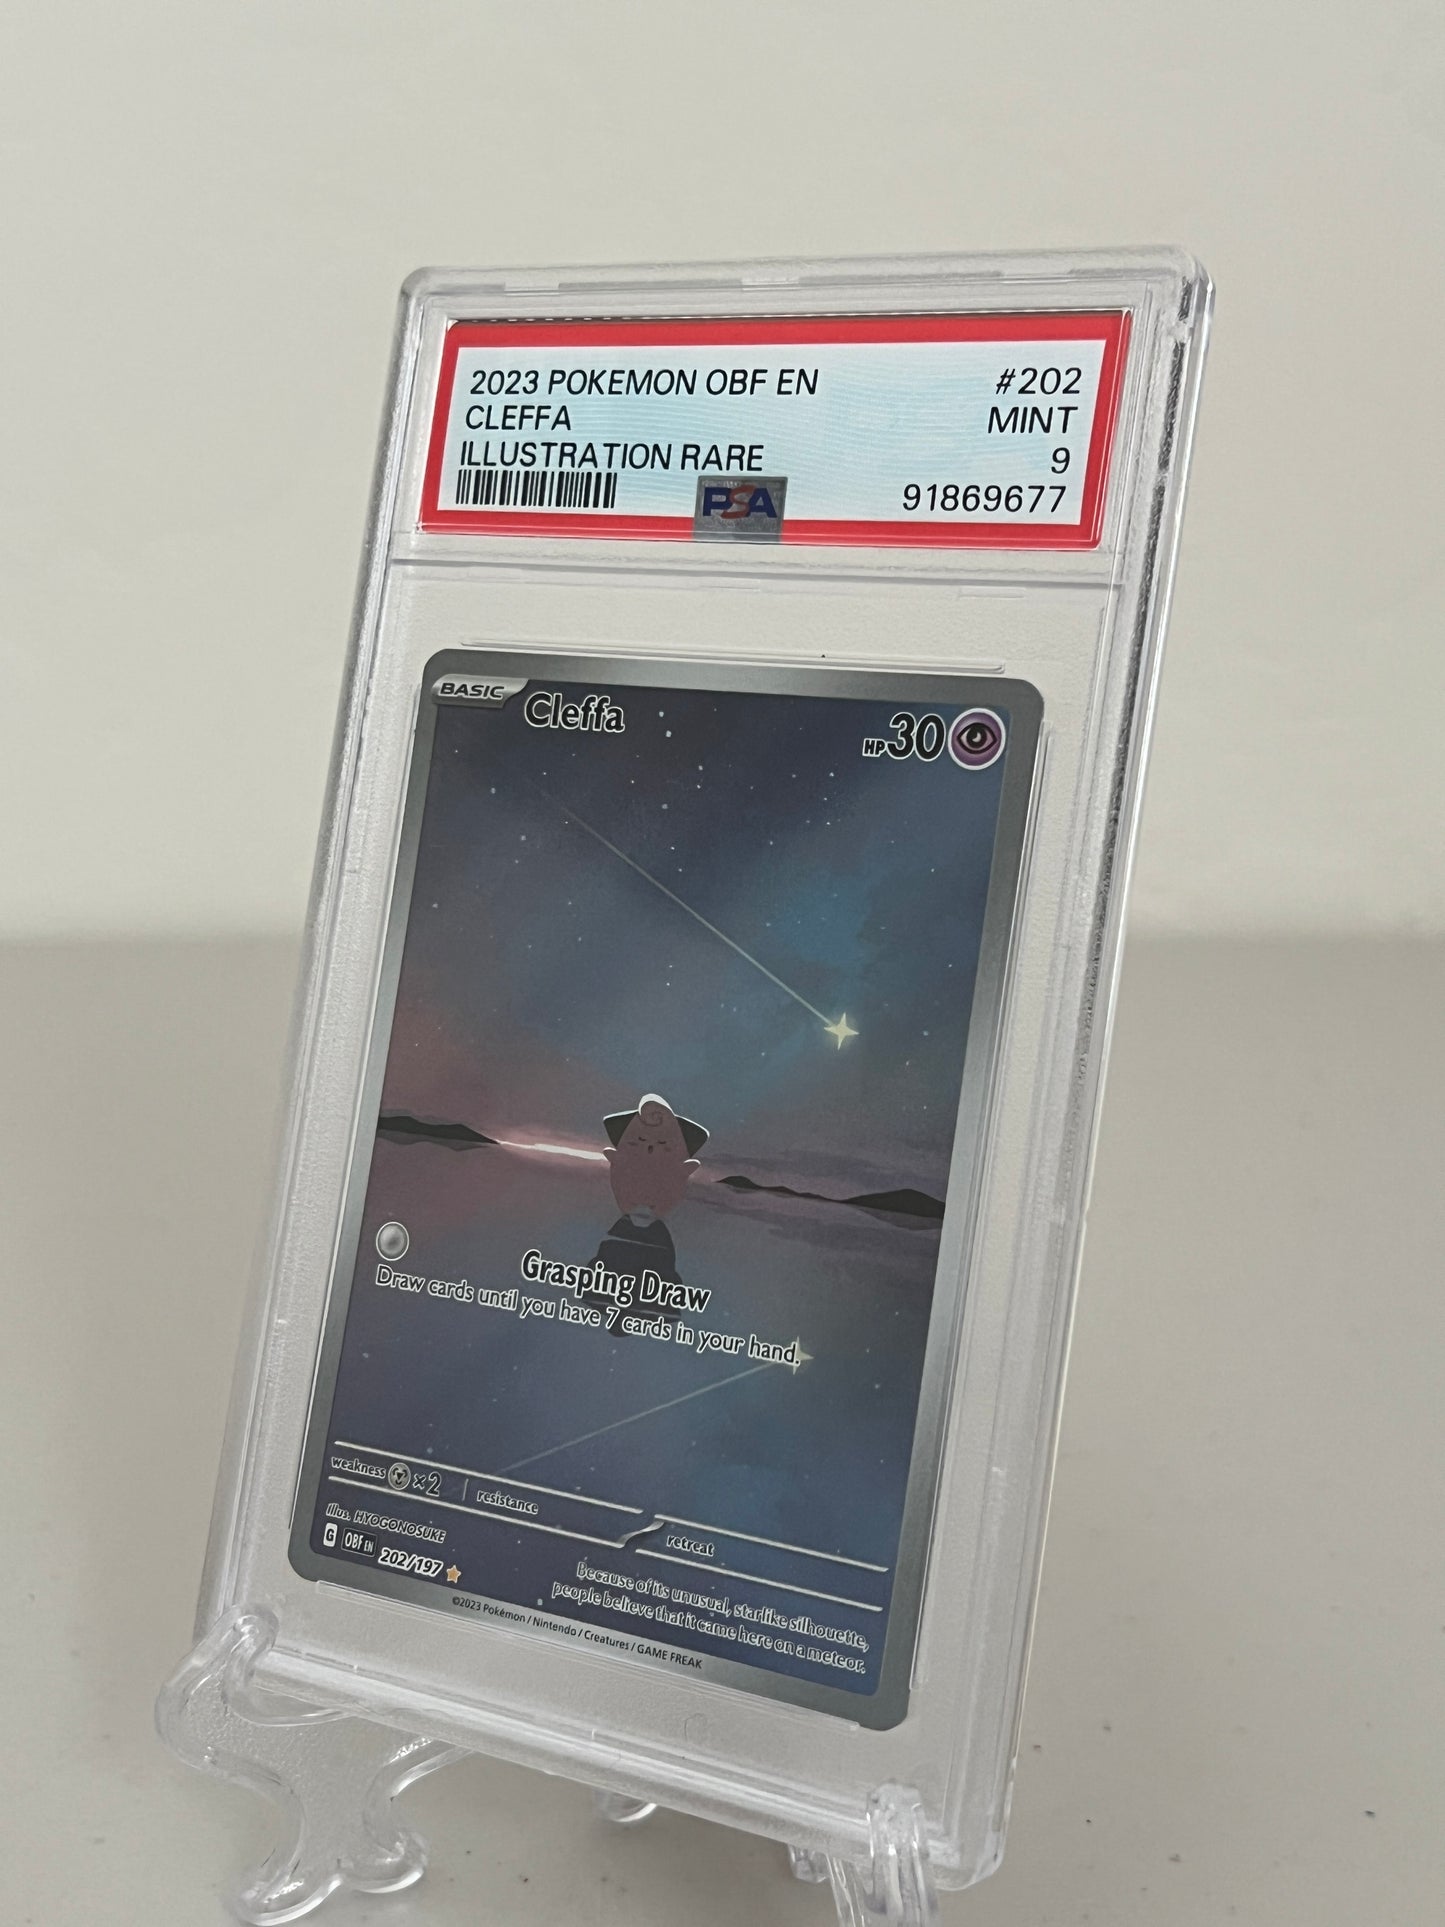 2023 POKEMON OBF EN #202
CLEFFA MINT
ILLUSTRATION RARE 9
PSA 91869677
BASIC Cleffa HP 30
Grasping Draw
Draw cards until you have 7 cards in your hand.
weakness ×2 resistance retreat
Illus. HYOGONOSUKE
G OBF EN 202/197
Because of its unusual, starlike silhouette,
people believe that it came here on a meteor.
©2023 Pokémon / Nintendo / Creatures / GAME FREAK